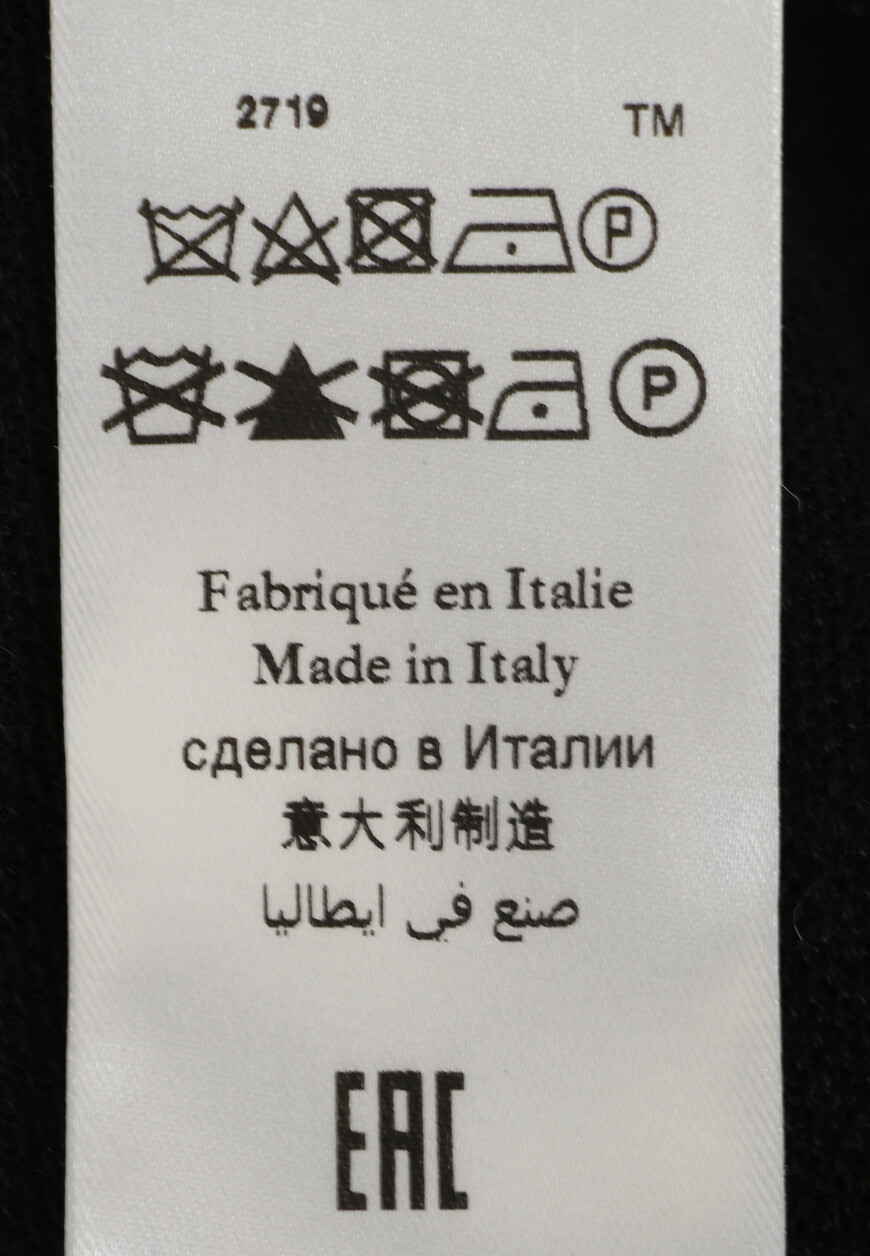 2719 TM
P
P
Fabriqué en Italie
Made in Italy
сделано в Италии
意大利制造
صنع في ايطاليا
EAC